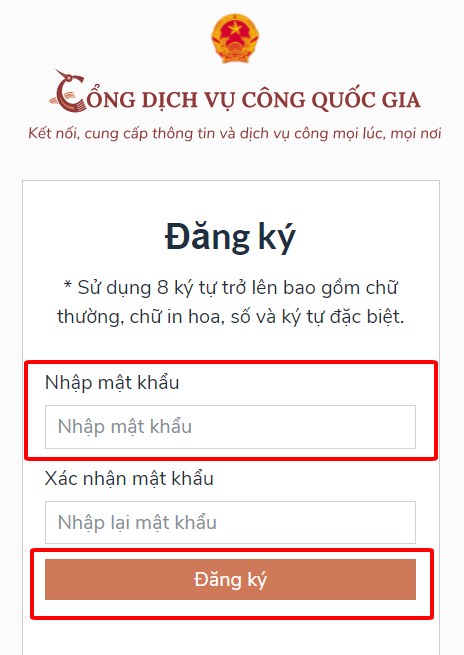 CỔNG DỊCH VỤ CÔNG QUỐC GIA
Kết nối, cung cấp thông tin và dịch vụ công mọi lúc, mọi nơi
Đăng ký
* Sử dụng 8 ký tự trở lên bao gồm chữ
thường, chữ in hoa, số và ký tự đặc biệt.
Nhập mật khẩu
Nhập mật khẩu
Xác nhận mật khẩu
Nhập lại mật khẩu
Đăng ký